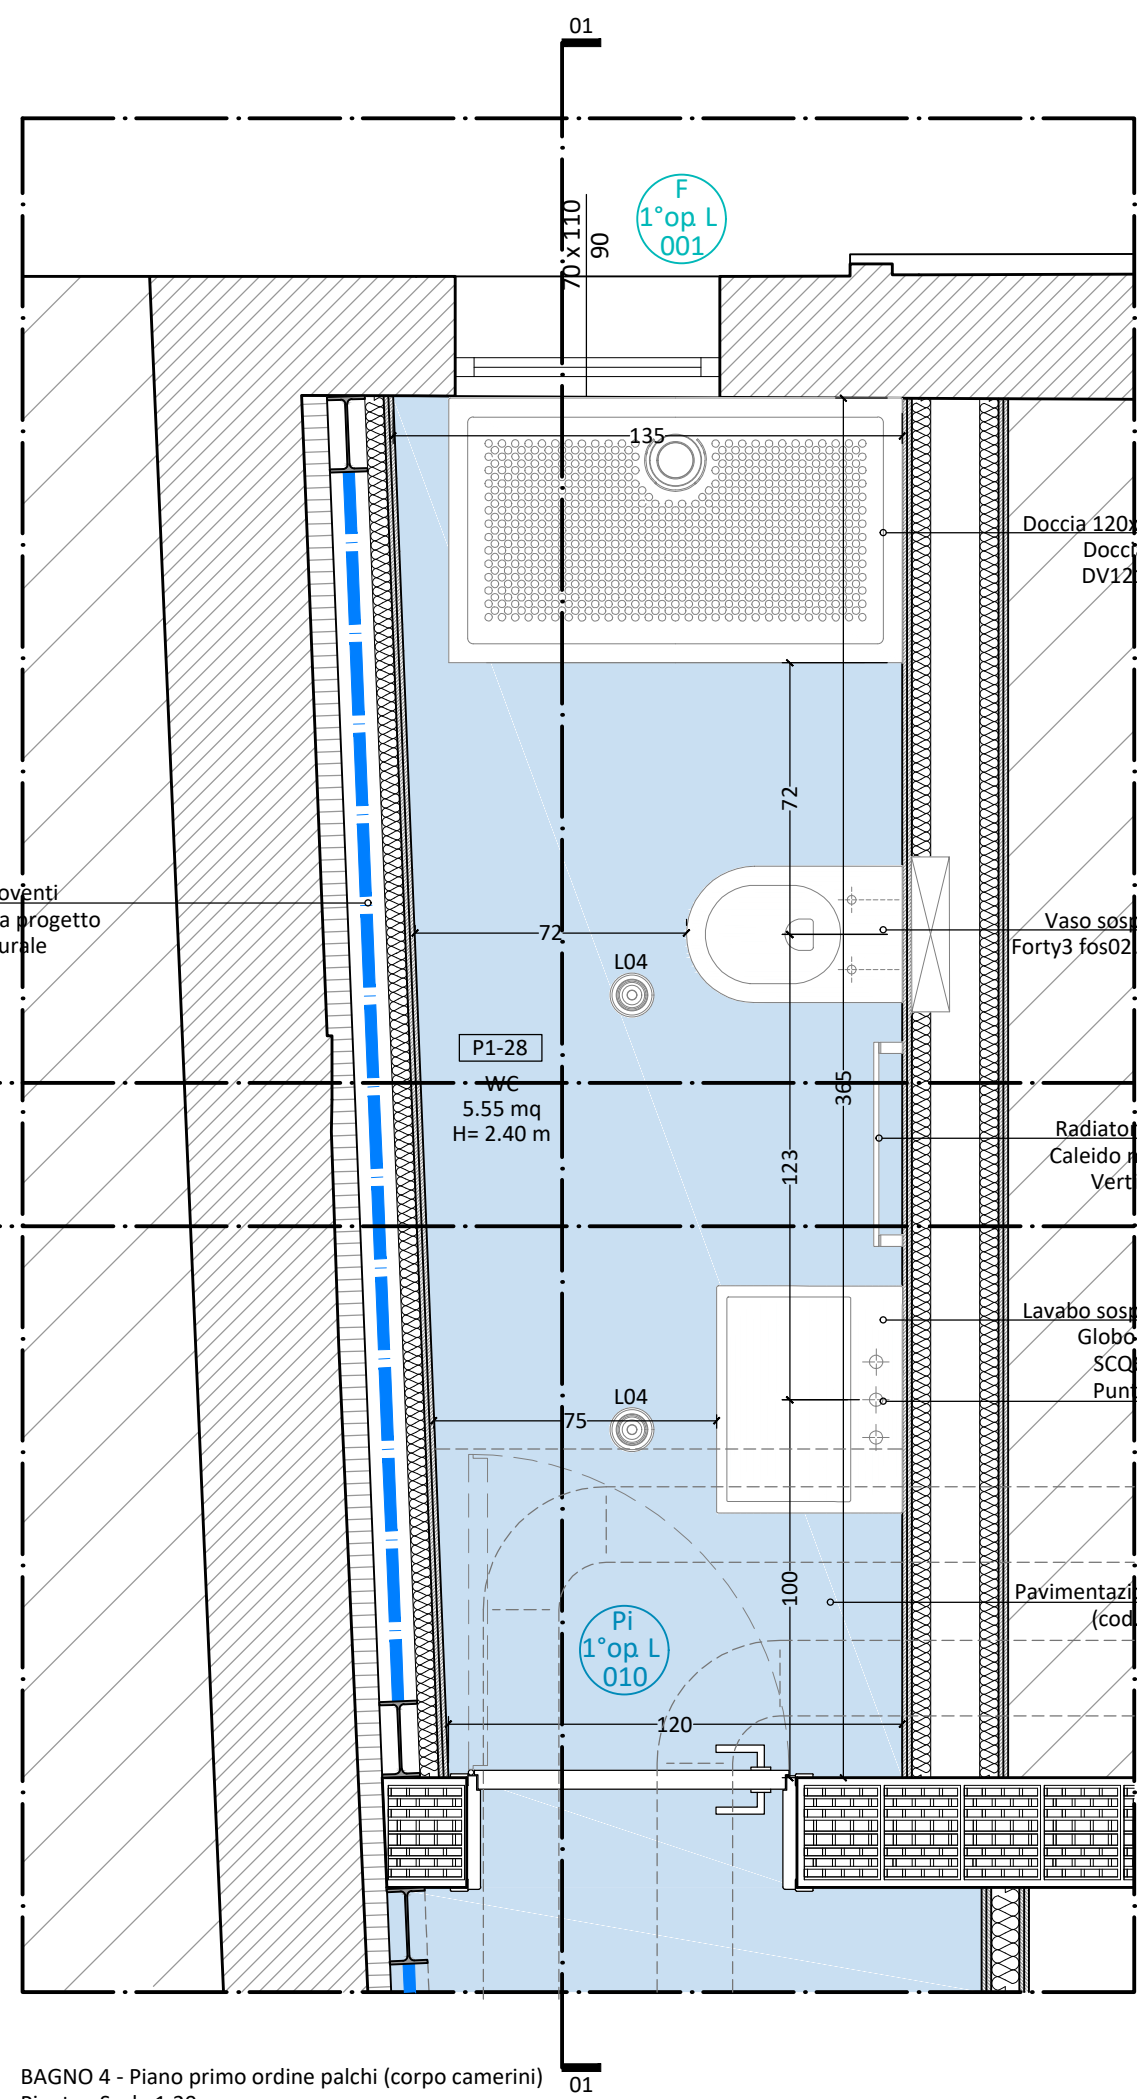 01
F
1°op. L
001
70 x 110
90
135
Doccia 120x
Docci
DV12
72
oventi
a progetto
urale
72
L04
Vaso sosp
Forty3 fos02
P1-28
WC
5.55 mq
H= 2.40 m
365
123
Radiator
Caleido
Vert
Lavabo sosp
Globo
SCQ
Punt
L04
75
100
Pavimentazi
(cod.
Pi
1°op. L
010
120
BAGNO 4 - Piano primo ordine palchi (corpo camerini)
01